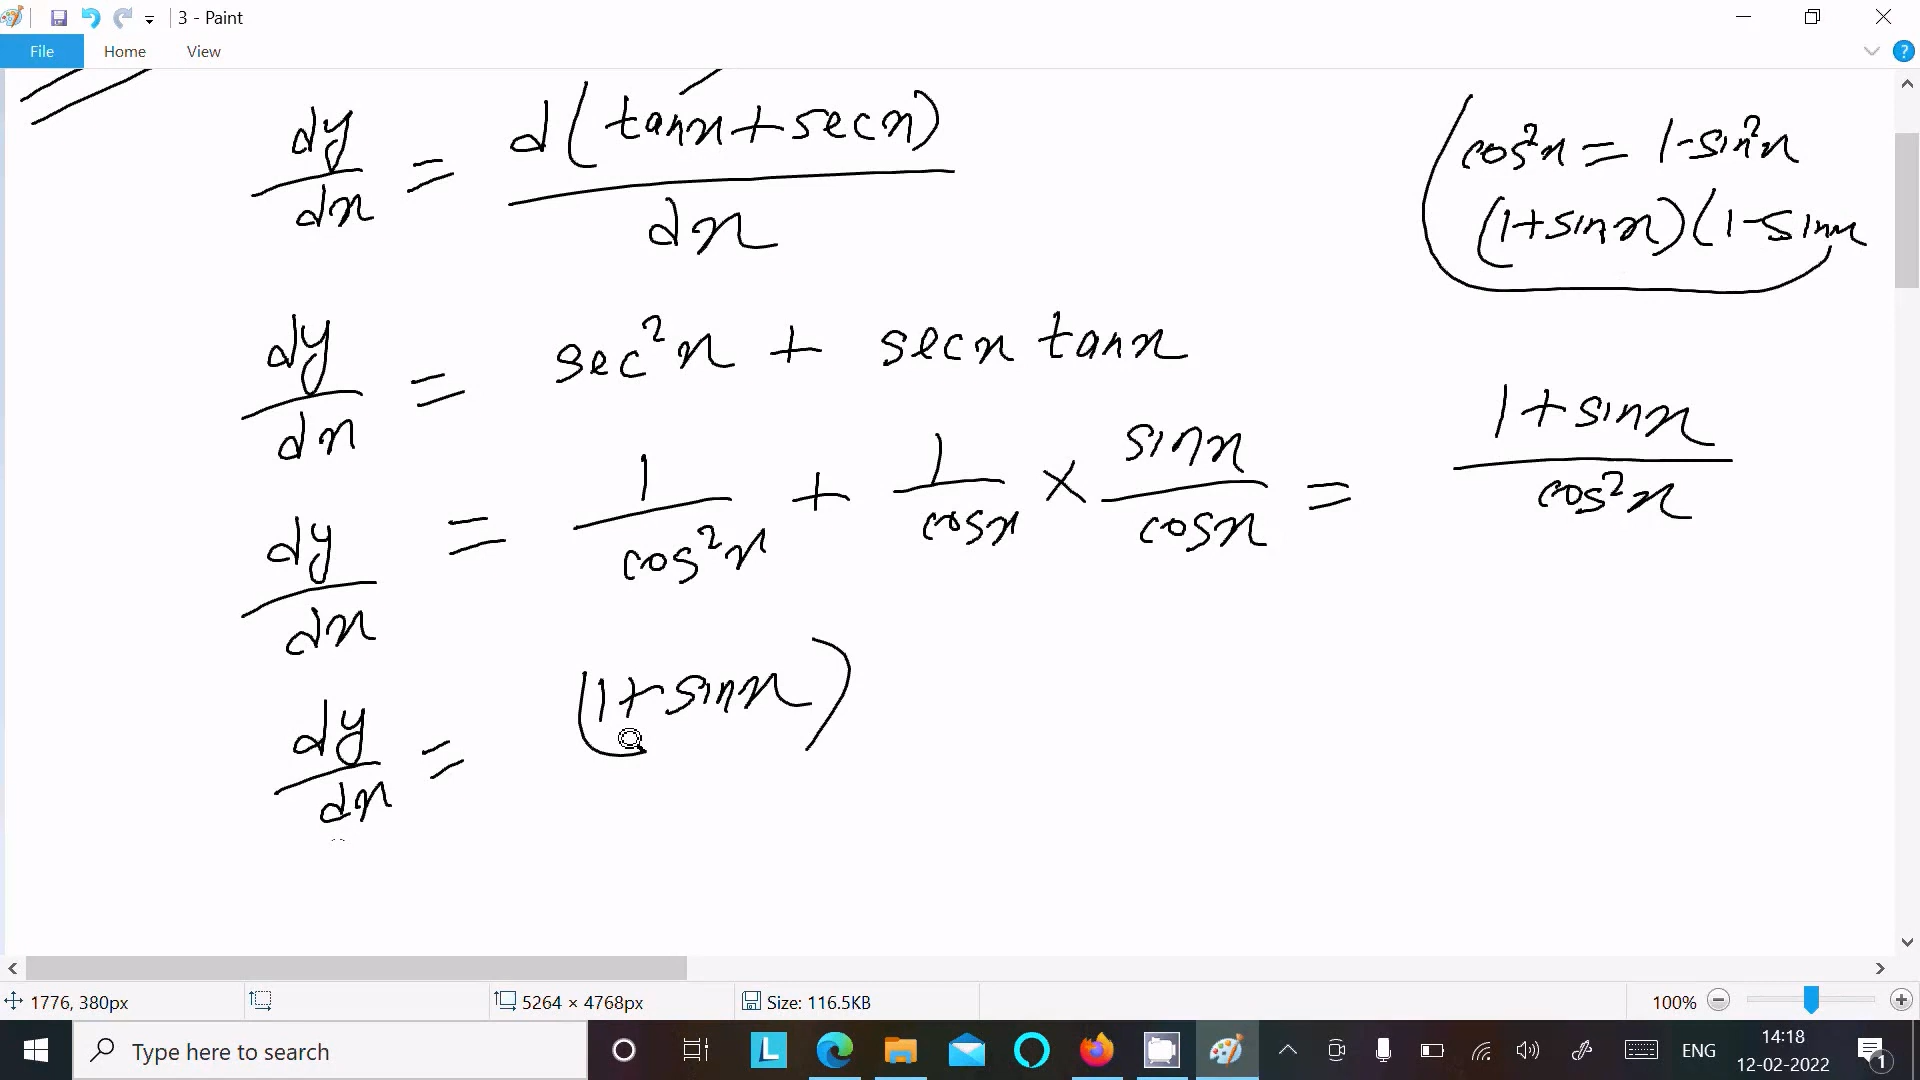 3 - Paint
File Home View
dy/dx = d(tanx+secx)/dx
cos²x = 1-sin²x
(1+sinx)(1-sinx
dy/dx = sec²x + secx tanx
dy/dx = 1/cos²x + 1/cosx × sinx/cosx = 1+sinx/cos²x
dy/dx = (1+sinx)
1776, 380px 5264 × 4768px Size: 116.5KB 100%
Type here to search
L
ENG
14:18
12-02-2022
1